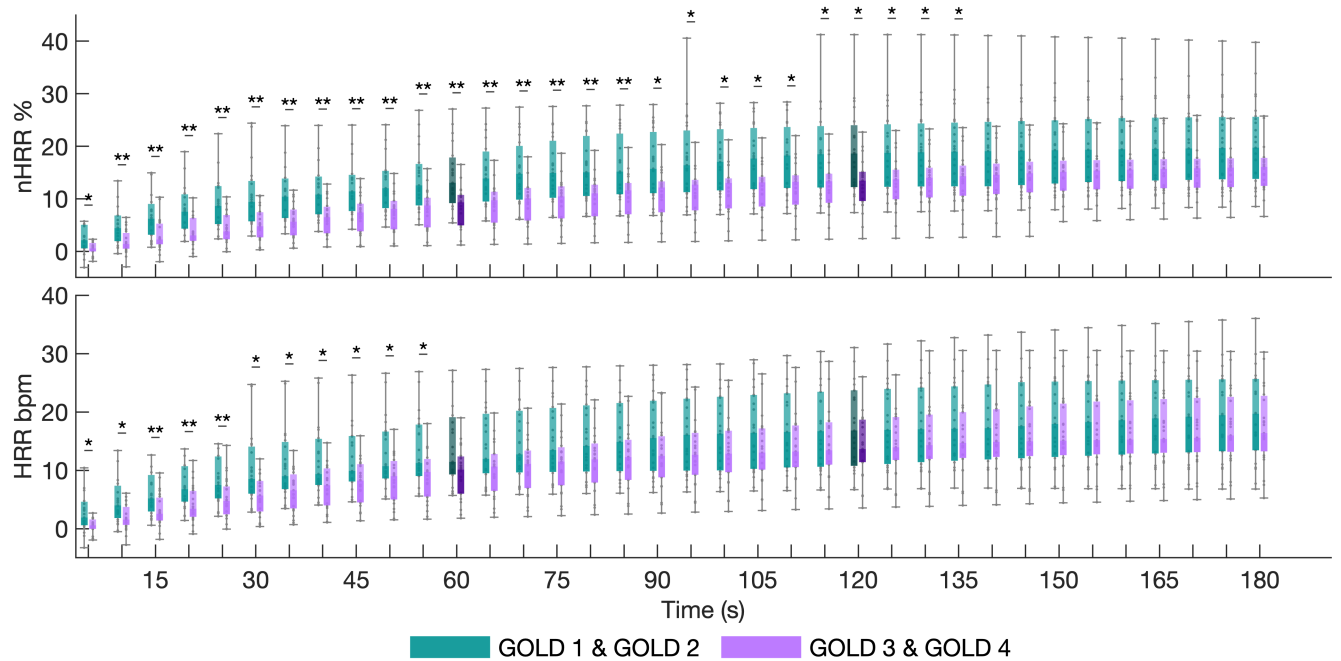 nHRR %
40
30
20
10
0
* ** ** ** ** ** ** ** ** ** ** ** ** ** ** ** ** * * * * * * * * * *
HRR bpm
40
30
20
10
0
* * ** ** ** * * * * * *
15 30 45 60 75 90 105 120 135 150 165 180
Time (s)
GOLD 1 & GOLD 2 GOLD 3 & GOLD 4